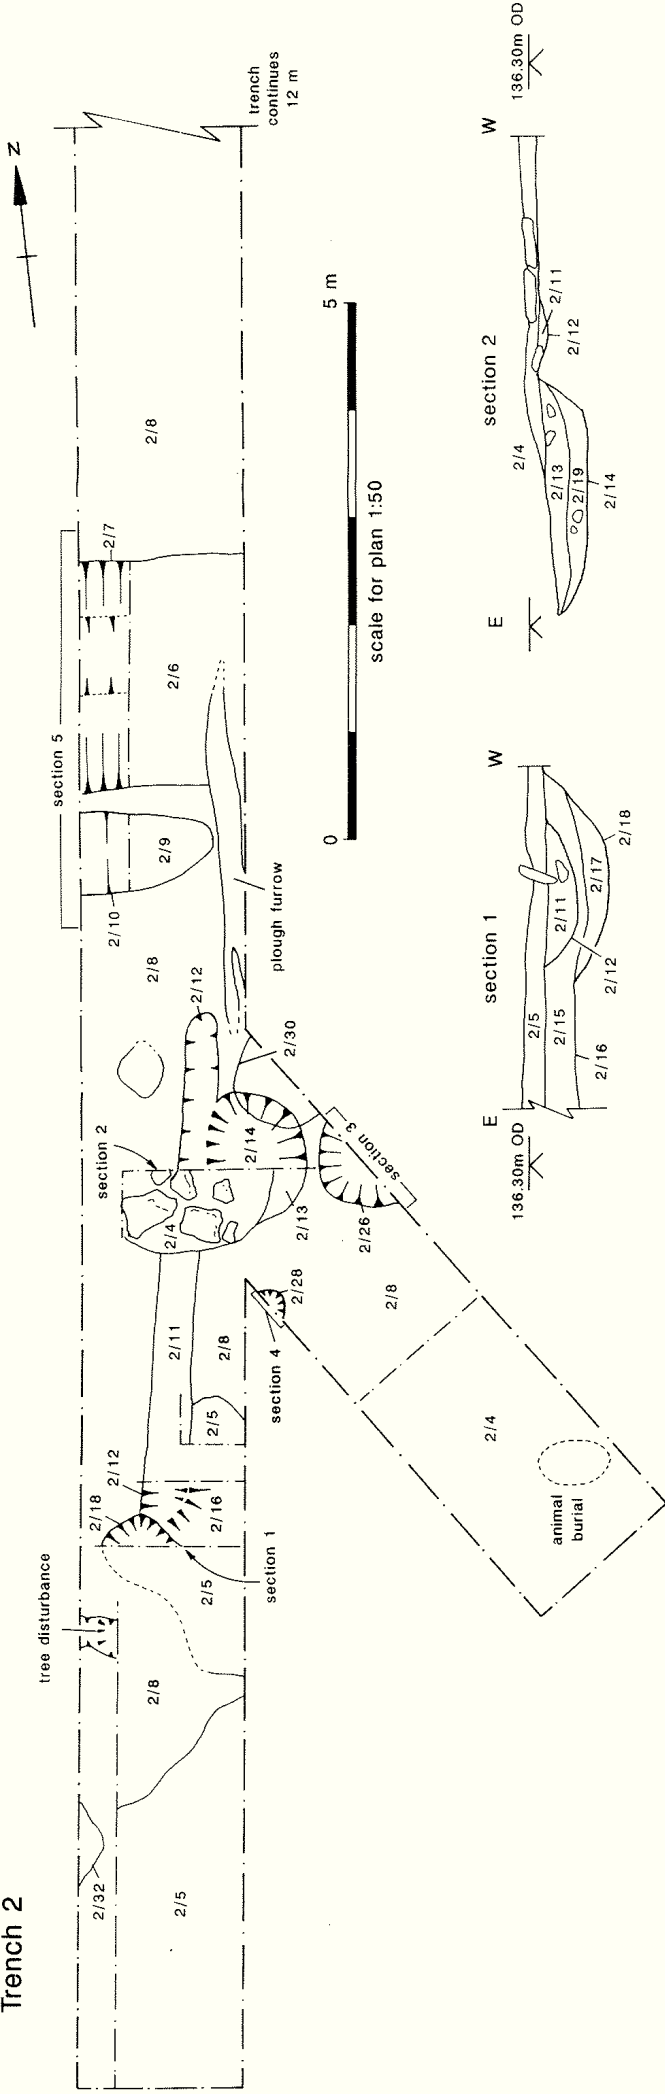 Trench 2
N
trench
continues
12 m
2/8
section 5
2/7
2/6
2/9
2/10
2/8
plough furrow
2/12
2/30
section 2
2/14
section 3
2/4
2/13
2/26
2/11
2/8
2/28
2/8
section 4
2/5
2/4
2/12
2/18
2/16
animal
burial
tree disturbance
2/5
section 1
2/8
2/32
2/5
0
5 m
scale for plan 1:50
section 1
E
W
136.30m OD
2/5
2/11
2/15
2/17
2/16
2/12
2/18
section 2
E
W
136.30m OD
2/4
2/13
2/19
2/14
2/11
2/12